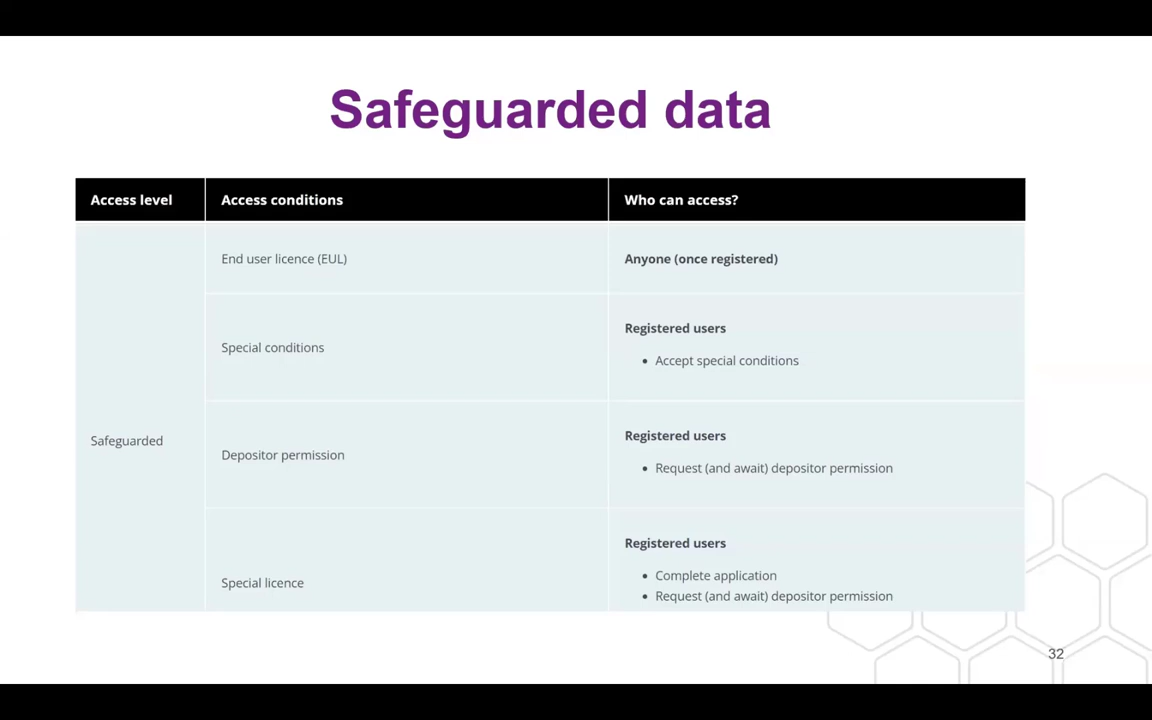 Safeguarded data
Access level
Access conditions
Who can access?
Safeguarded
End user licence (EUL)
Anyone (once registered)
Special conditions
Registered users
• Accept special conditions
Depositor permission
Registered users
• Request (and await) depositor permission
Special licence
Registered users
• Complete application
• Request (and await) depositor permission
32